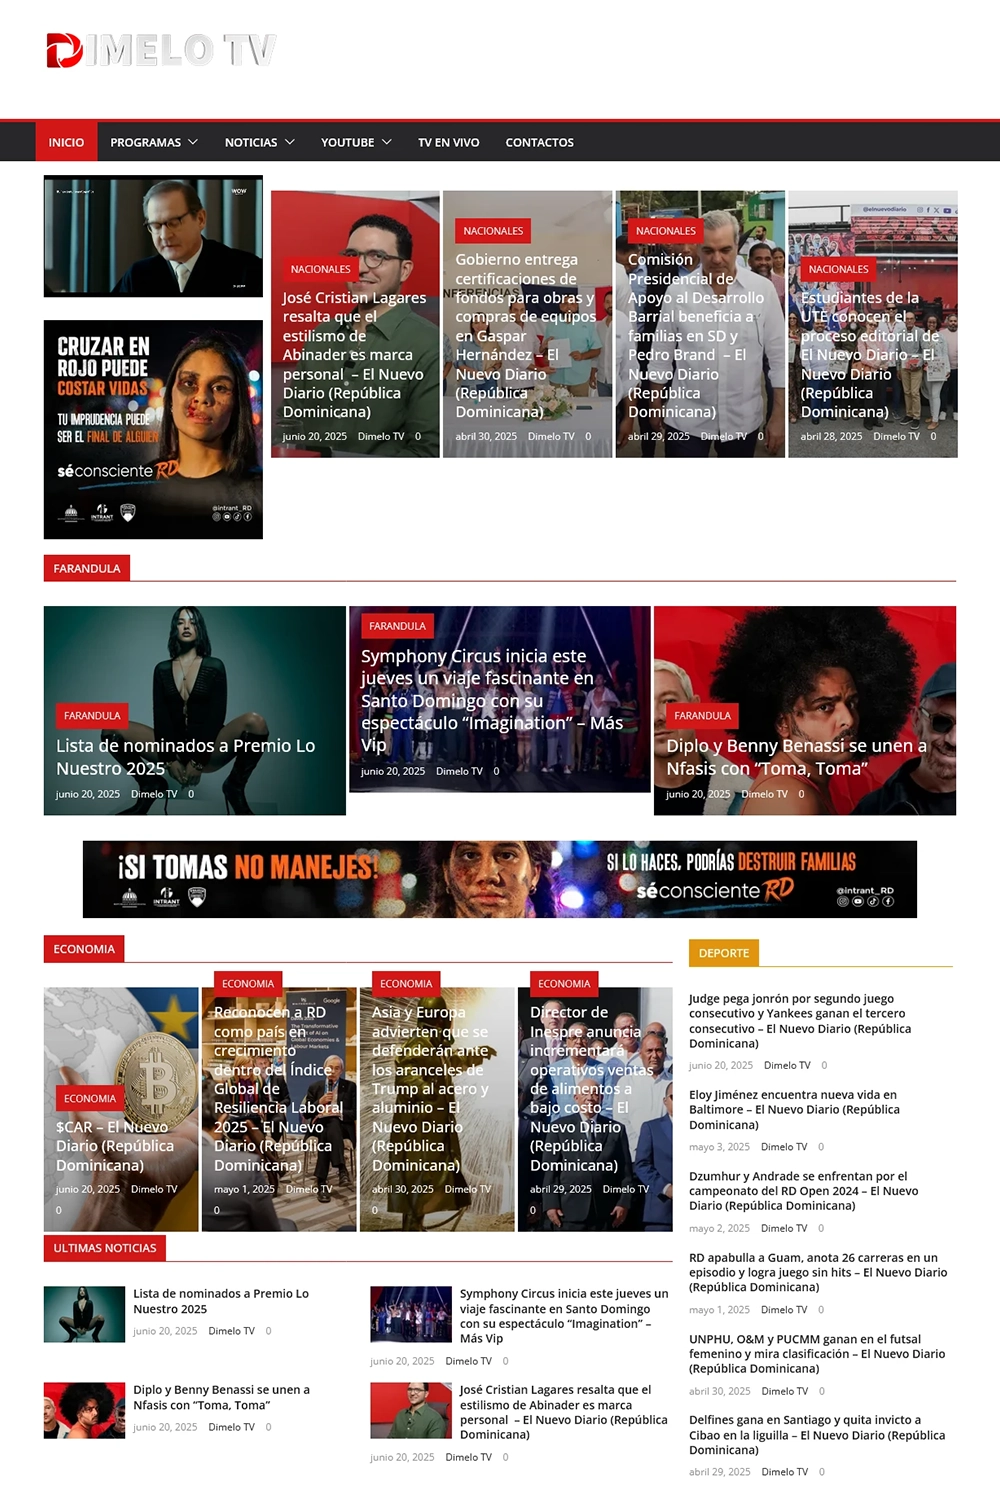 DIMELO TV
INICIO
PROGRAMAS
NOTICIAS
YOUTUBE
TV EN VIVO
CONTACTOS
WOW
CRUZAR EN
ROJO PUEDE
COSTAR VIDAS
TU IMPRUDENCIA PUEDE
SER EL FINAL DE ALGUIEN
séconsciente RD
INTRANT
@intrant_RD
NACIONALES
José Cristian Lagares
resalta que el
estilismo de
Abinader es marca
personal – El Nuevo
Diario (República
Dominicana)
junio 20, 2025 Dimelo TV 0
NACIONALES
Gobierno entrega
certificaciones de
fondos para obras y
compras de equipos
en Gaspar
Hernández – El
Nuevo Diario
(República
Dominicana)
abril 30, 2025 Dimelo TV 0
NACIONALES
Comisión
Presidencial de
Apoyo al Desarrollo
Barrial beneficia a
familias en SD y
Pedro Brand – El
Nuevo Diario
(República
Dominicana)
abril 29, 2025 Dimelo TV 0
@elnuevodiario
NACIONALES
Estudiantes de la
UTE conocen el
proceso editorial de
El Nuevo Diario – El
Nuevo Diario
(República
Dominicana)
abril 28, 2025 Dimelo TV 0
FARANDULA
FARANDULA
Lista de nominados a Premio Lo
Nuestro 2025
junio 20, 2025 Dimelo TV 0
FARANDULA
Symphony Circus inicia este
jueves un viaje fascinante en
Santo Domingo con su
espectáculo “Imagination” – Más
Vip
junio 20, 2025 Dimelo TV 0
FARANDULA
Diplo y Benny Benassi se unen a
Nfasis con “Toma, Toma”
junio 20, 2025 Dimelo TV 0
¡SI TOMAS NO MANEJES!
INTRANT
SI LO HACES, PODRÍAS DESTRUIR FAMILIAS
séconsciente RD
@intrant_RD
ECONOMIA
ECONOMIA
$CAR – El Nuevo
Diario (República
Dominicana)
junio 20, 2025 Dimelo TV
0
ECONOMIA
Google
Reconocen a RD
como país en
crecimiento
dentro del Índice
Global de
Resiliencia Laboral
2025 – El Nuevo
Diario (República
Dominicana)
mayo 1, 2025 Dimelo TV
0
ECONOMIA
Asia y Europa
advierten que se
defenderán ante
los aranceles de
Trump al acero y
aluminio – El
Nuevo Diario
(República
Dominicana)
abril 30, 2025 Dimelo TV
0
ECONOMIA
Director de
Inespre anuncia
incrementará
operativos ventas
de alimentos a
bajo costo – El
Nuevo Diario
(República
Dominicana)
abril 29, 2025 Dimelo TV
0
DEPORTE
Judge pega jonrón por segundo juego
consecutivo y Yankees ganan el tercero
consecutivo – El Nuevo Diario (República
Dominicana)
junio 20, 2025 Dimelo TV 0
Eloy Jiménez encuentra nueva vida en
Baltimore – El Nuevo Diario (República
Dominicana)
mayo 3, 2025 Dimelo TV 0
Dzumhur y Andrade se enfrentan por el
campeonato del RD Open 2024 – El Nuevo
Diario (República Dominicana)
mayo 2, 2025 Dimelo TV 0
RD apabulla a Guam, anota 26 carreras en un
episodio y logra juego sin hits – El Nuevo Diario
(República Dominicana)
mayo 1, 2025 Dimelo TV 0
UNPHU, O&M y PUCMM ganan en el futsal
femenino y mira clasificación – El Nuevo Diario
(República Dominicana)
abril 30, 2025 Dimelo TV 0
Delfines gana en Santiago y quita invicto a
Cibao en la liguilla – El Nuevo Diario (República
Dominicana)
abril 29, 2025 Dimelo TV 0
ULTIMAS NOTICIAS
Lista de nominados a Premio Lo
Nuestro 2025
junio 20, 2025 Dimelo TV 0
Symphony Circus inicia este jueves un
viaje fascinante en Santo Domingo
con su espectáculo “Imagination” –
Más Vip
junio 20, 2025 Dimelo TV 0
Diplo y Benny Benassi se unen a
Nfasis con “Toma, Toma”
junio 20, 2025 Dimelo TV 0
José Cristian Lagares resalta que el
estilismo de Abinader es marca
personal – El Nuevo Diario (República
Dominicana)
junio 20, 2025 Dimelo TV 0